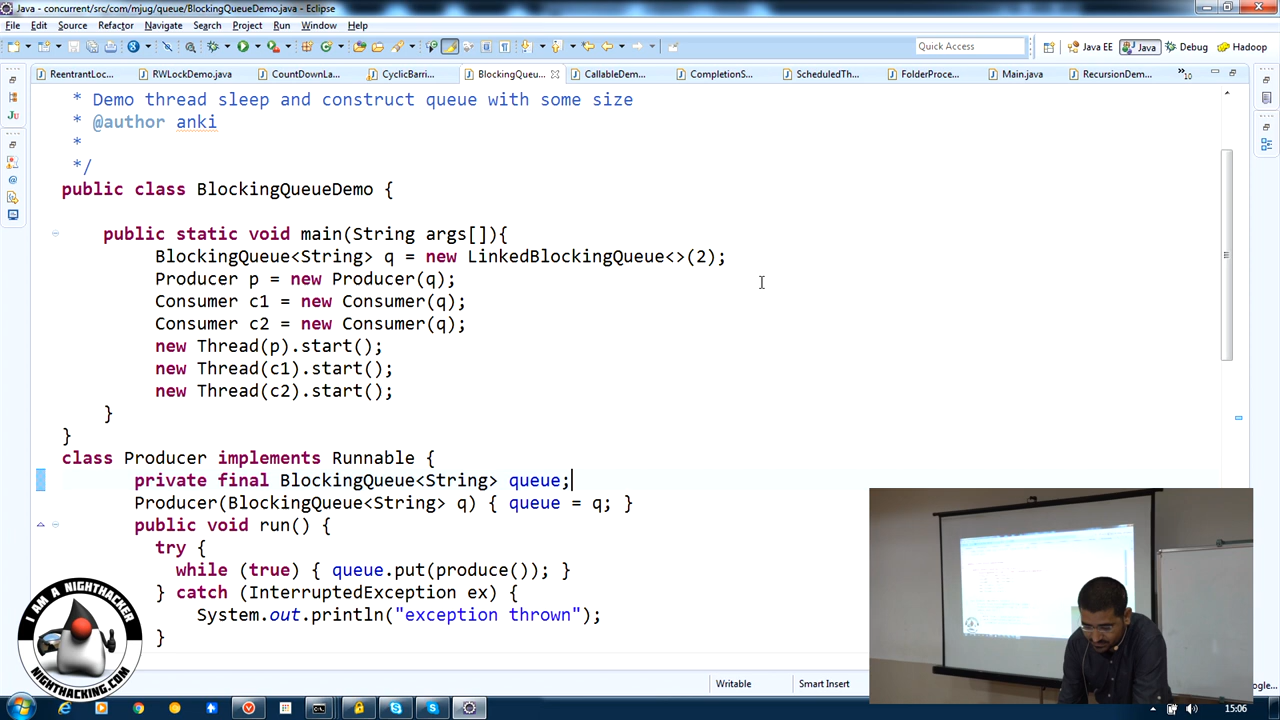 Java - concurrent/src/com/mjug/queue/BlockingQueueDemo.java - Eclipse
File Edit Source Refactor Navigate Search Project Run Window Help
Quick Access Java EE Java Debug Hadoop
ReentrantLoc... RWLockDemo.java CountDownLa... CyclicBarri... BlockingQueu... CallableDem... CompletionS... ScheduledTh... FolderProce... Main.java RecursionDem... 10
* Demo thread sleep and construct queue with some size
* @author anki
*
*/
public class BlockingQueueDemo {
public static void main(String args[]){
BlockingQueue<String> q = new LinkedBlockingQueue<>(2);
Producer p = new Producer(q);
Consumer c1 = new Consumer(q);
Consumer c2 = new Consumer(q);
new Thread(p).start();
new Thread(c1).start();
new Thread(c2).start();
}
}
class Producer implements Runnable {
private final BlockingQueue<String> queue;
Producer(BlockingQueue<String> q) { queue = q; }
public void run() {
try {
while (true) { queue.put(produce()); }
} catch (InterruptedException ex) {
System.out.println("exception thrown");
}
I AM A NIGHTHACKER
NIGHTHACKING.COM
Writable Smart Insert
15:06